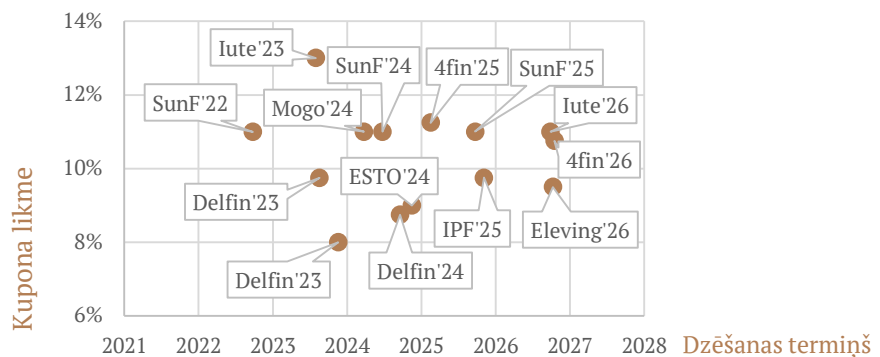 14%
12%
10%
8%
6%
Kupona likme
Iute'23
SunF'24
4fin'25
SunF'25
SunF'22
Mogo'24
Iute'26
4fin'26
ESTO'24
Delfin'23
IPF'25
Eleving'26
Delfin'23
Delfin'24
2021 2022 2023 2024 2025 2026 2027 2028
Dzēšanas termiņš